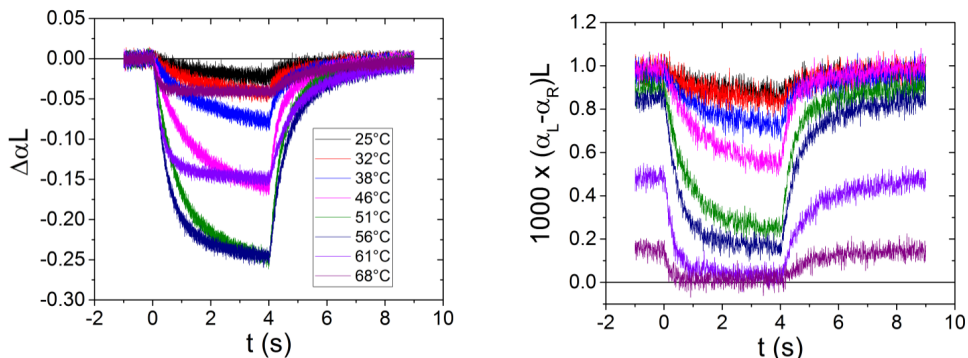 0.05
0.00
-0.05
-0.10
-0.15
-0.20
-0.25
-0.30
ΔαL
25°C
32°C
38°C
46°C
51°C
56°C
61°C
68°C
-2 0 2 4 6 8 10
t (s)
1.2
1.0
0.8
0.6
0.4
0.2
0.0
1000 x (α_L-α_R)L
-2 0 2 4 6 8 10
t (s)